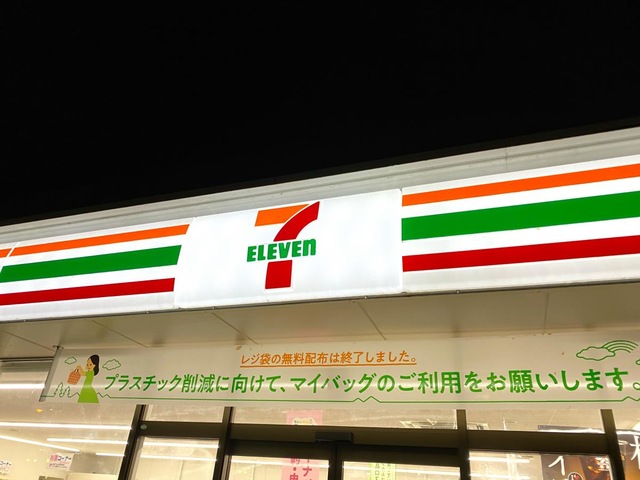 7
ELEVEn
レジ袋の無料配布は終了しました。
プラスチック削減に向けて、マイバッグのご利用をお願いします。